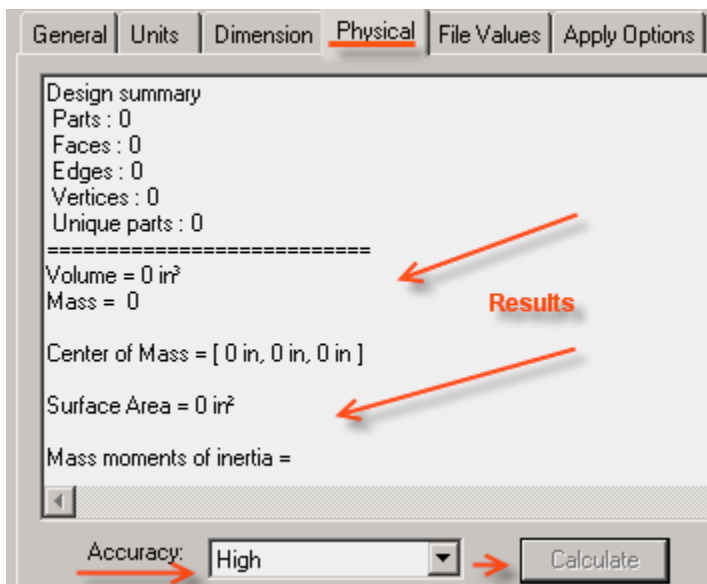 General Units Dimension Physical File Values Apply Options
Design summary
Parts : 0
Faces : 0
Edges : 0
Vertices : 0
Unique parts : 0
===========================
Volume = 0 in³
Mass = 0
Results
Center of Mass = [ 0 in, 0 in, 0 in ]
Surface Area = 0 in²
Mass moments of inertia =
Accuracy: High Calculate